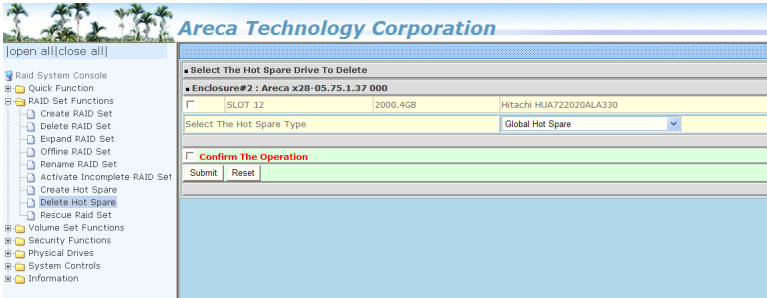 Areca Technology Corporation
|open all|close all|
Raid System Console
Quick Function
RAID Set Functions
Create RAID Set
Delete RAID Set
Expand RAID Set
Offline RAID Set
Rename RAID Set
Activate Incomplete RAID Set
Create Hot Spare
Delete Hot Spare
Rescue Raid Set
Volume Set Functions
Security Functions
Physical Drives
System Controls
Information
Select The Hot Spare Drive To Delete
Enclosure#2 : Areca x28-05.75.1.37 000
SLOT 12 2000.4GB Hitachi HUA722020ALA330
Select The Hot Spare Type Global Hot Spare
Confirm The Operation
Submit Reset